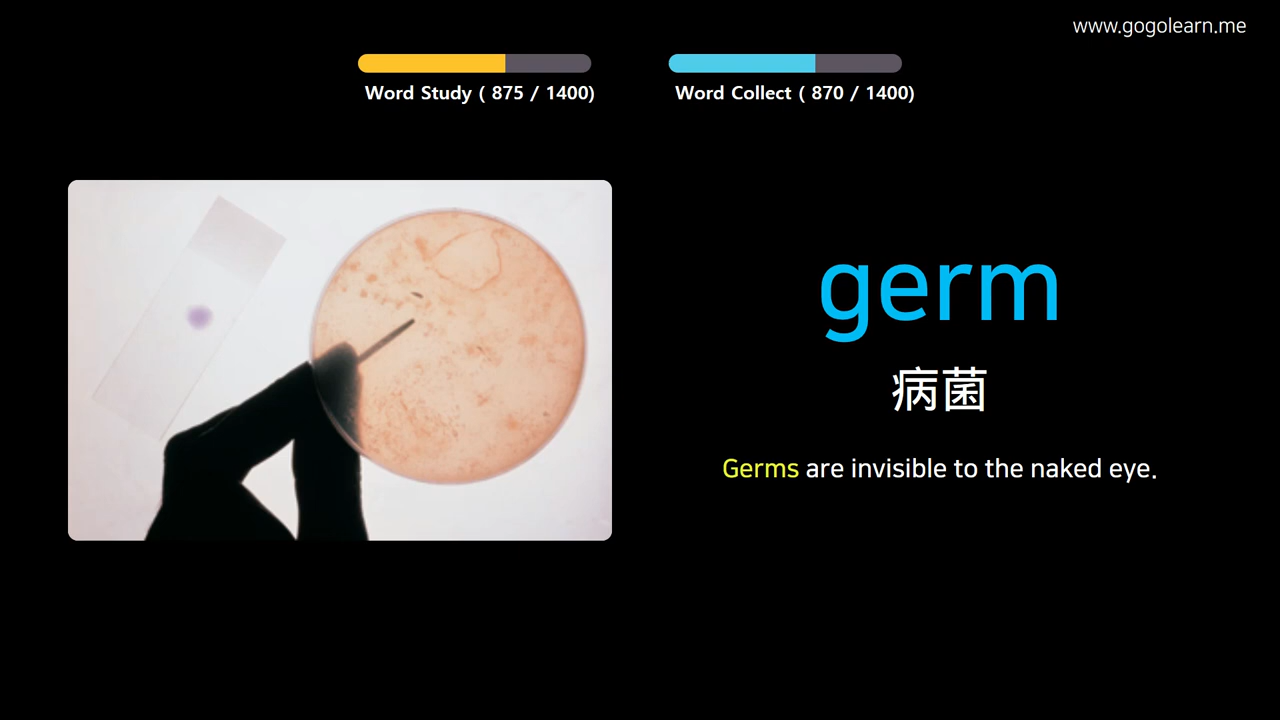 www.gogolearn.me
Word Study ( 875 / 1400)
Word Collect ( 870 / 1400)
germ
病菌
Germs are invisible to the naked eye.